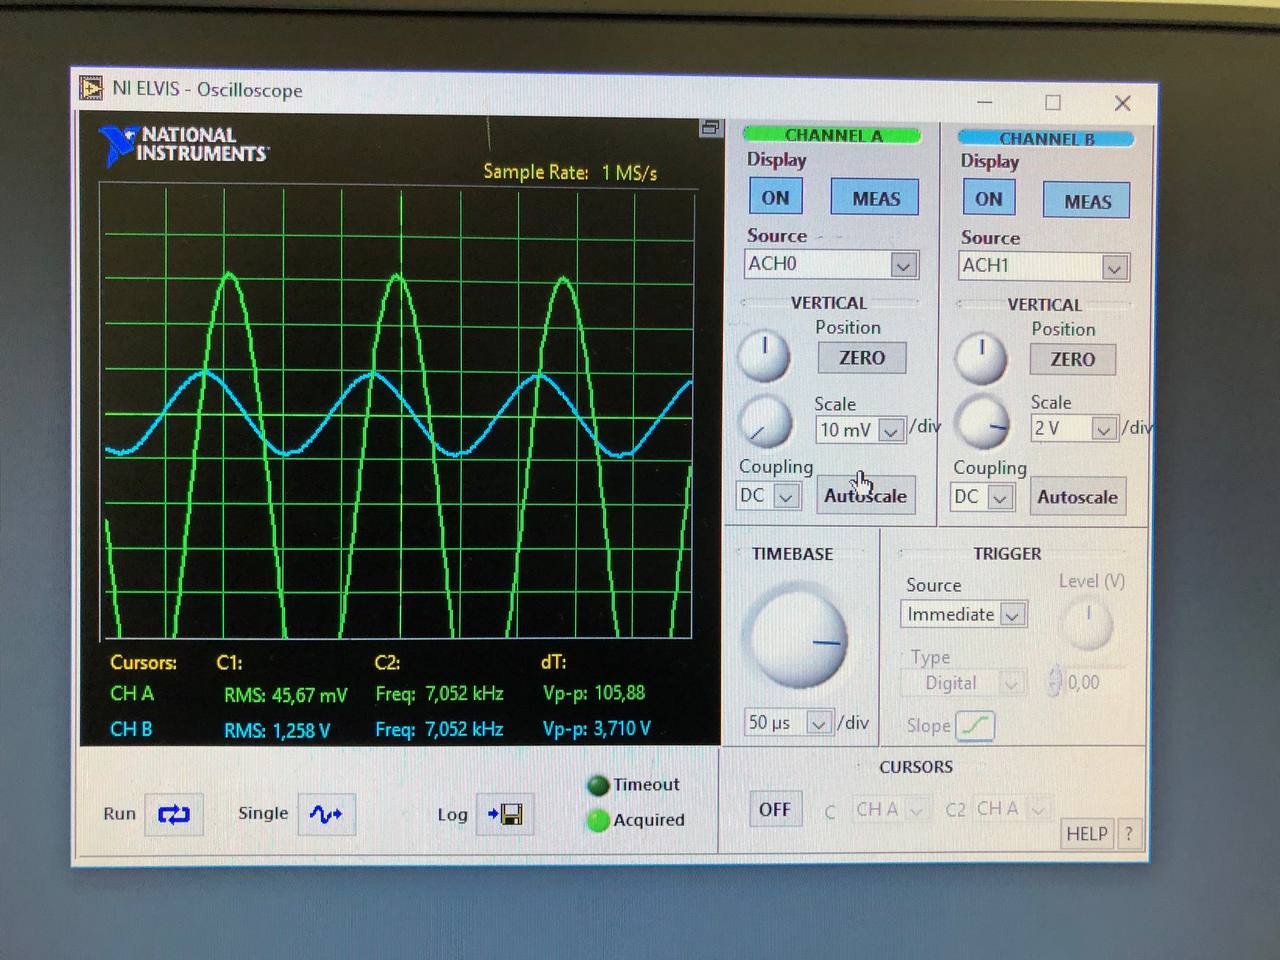 NI ELVIS - Oscilloscope
NATIONAL
INSTRUMENTS
Sample Rate: 1 MS/s
Cursors: C1: C2: dT:
CH A RMS: 45,67 mV Freq: 7,052 kHz Vp-p: 105,88
CH B RMS: 1,258 V Freq: 7,052 kHz Vp-p: 3,710 V
CHANNEL A
Display
ON MEAS
Source
ACH0
VERTICAL
Position
ZERO
Scale
10 mV /div
Coupling
DC Autoscale
CHANNEL B
Display
ON MEAS
Source
ACH1
VERTICAL
Position
ZERO
Scale
2 V /div
Coupling
DC Autoscale
TIMEBASE
50 µs /div
TRIGGER
Source Level (V)
Immediate
Type
Digital 0,00
Slope
Run Single Log
Timeout
Acquired
CURSORS
OFF C CH A C2 CH A
HELP ?